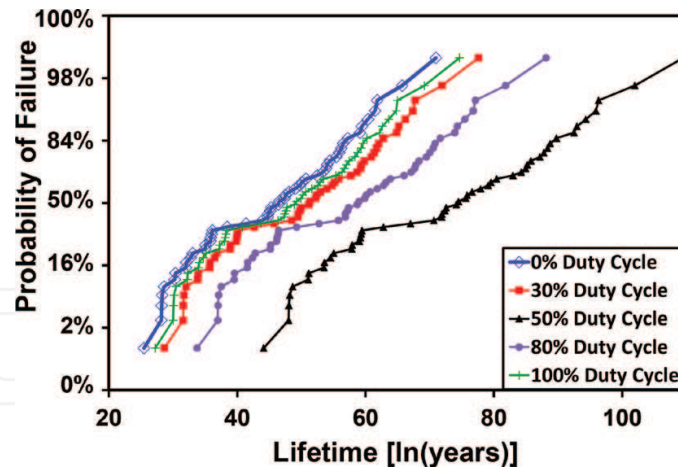 100%
98%
84%
50%
16%
2%
0%
Probability of Failure
20 40 60 80 100
Lifetime [ln(years)]
0% Duty Cycle
30% Duty Cycle
50% Duty Cycle
80% Duty Cycle
100% Duty Cycle